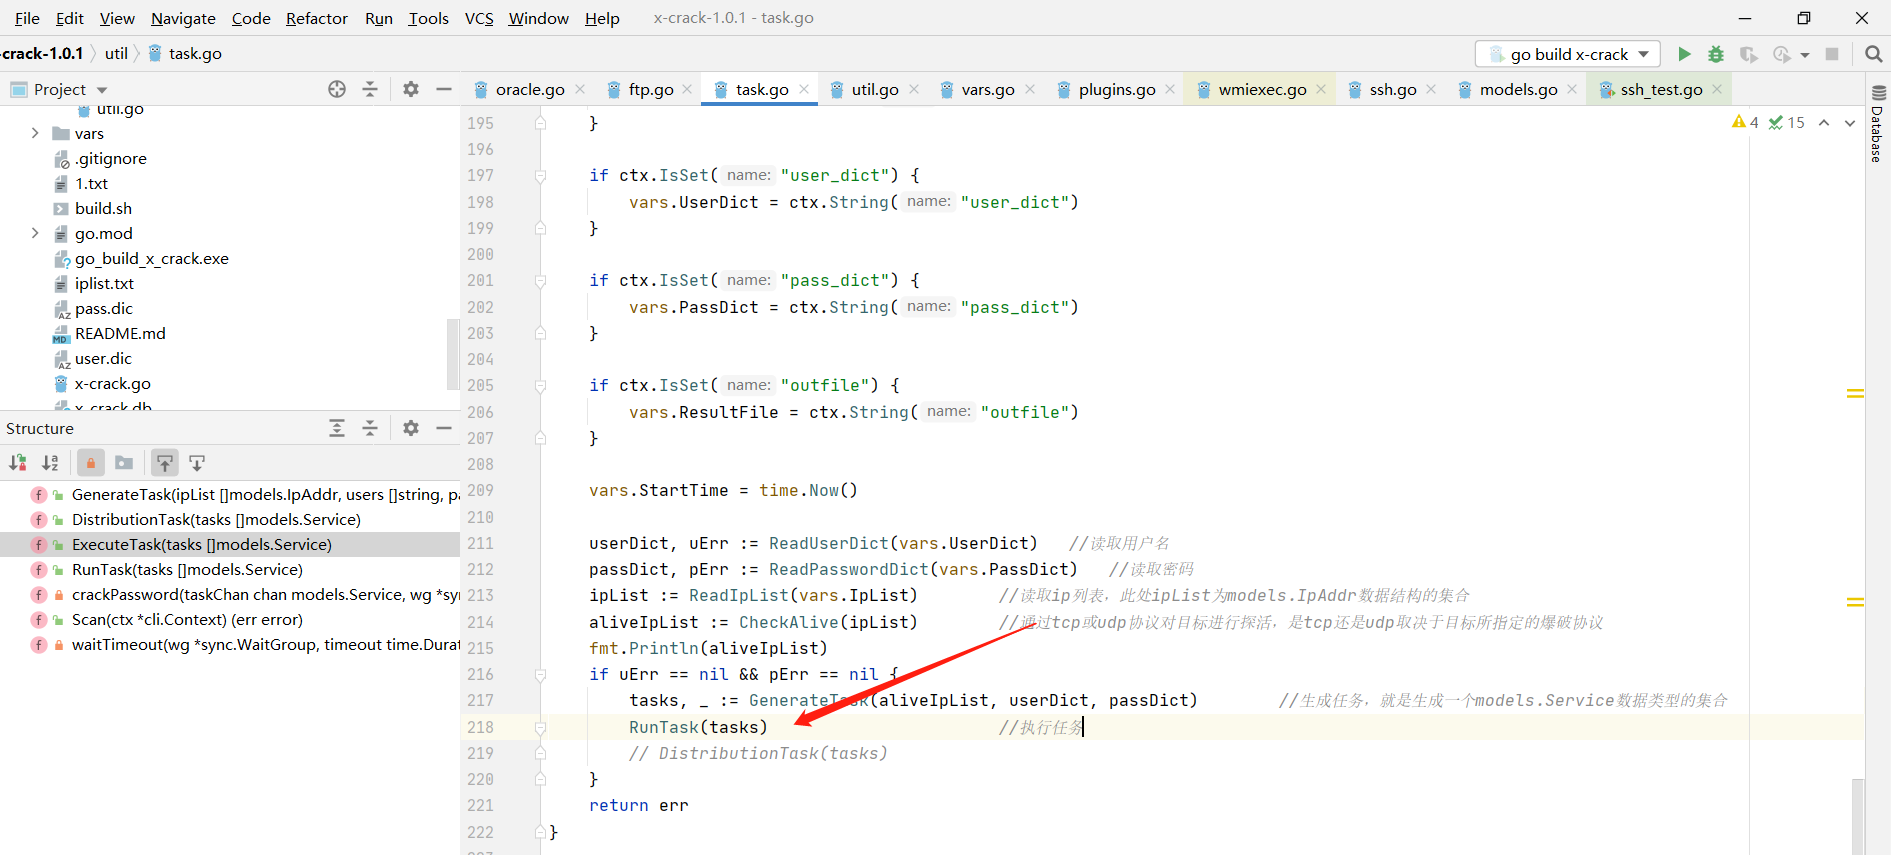 File Edit View Navigate Code Refactor Run Tools VCS Window Help x-crack-1.0.1 - task.go
-crack-1.0.1 util task.go go build x-crack
Project oracle.go ftp.go task.go util.go vars.go plugins.go wmiexec.go ssh.go models.go ssh_test.go
Database
util.go
vars
.gitignore
1.txt
build.sh
go.mod
go_build_x_crack.exe
iplist.txt
pass.dic
README.md
user.dic
x-crack.go
x_crack.db
Structure
GenerateTask(ipList []models.IpAddr, users []string, pa
DistributionTask(tasks []models.Service)
ExecuteTask(tasks []models.Service)
RunTask(tasks []models.Service)
crackPassword(taskChan chan models.Service, wg *syn
Scan(ctx *cli.Context) (err error)
waitTimeout(wg *sync.WaitGroup, timeout time.Durat
4 15
195 }
196
197 if ctx.IsSet( name: "user_dict") {
198 vars.UserDict = ctx.String( name: "user_dict")
199 }
200
201 if ctx.IsSet( name: "pass_dict") {
202 vars.PassDict = ctx.String( name: "pass_dict")
203 }
204
205 if ctx.IsSet( name: "outfile") {
206 vars.ResultFile = ctx.String( name: "outfile")
207 }
208
209 vars.StartTime = time.Now()
210
211 userDict, uErr := ReadUserDict(vars.UserDict) //读取用户名
212 passDict, pErr := ReadPasswordDict(vars.PassDict) //读取密码
213 ipList := ReadIpList(vars.IpList) //读取ip列表，此处ipList为models.IpAddr数据结构的集合
214 aliveIpList := CheckAlive(ipList) //通过tcp或udp协议对目标进行探活，是tcp还是udp取决于目标所指定的爆破协议
215 fmt.Println(aliveIpList)
216 if uErr == nil && pErr == nil {
217 tasks, _ := GenerateTask(aliveIpList, userDict, passDict) //生成任务，就是生成一个models.Service数据类型的集合
218 RunTask(tasks) //执行任务
219 // DistributionTask(tasks)
220 }
221 return err
222 }